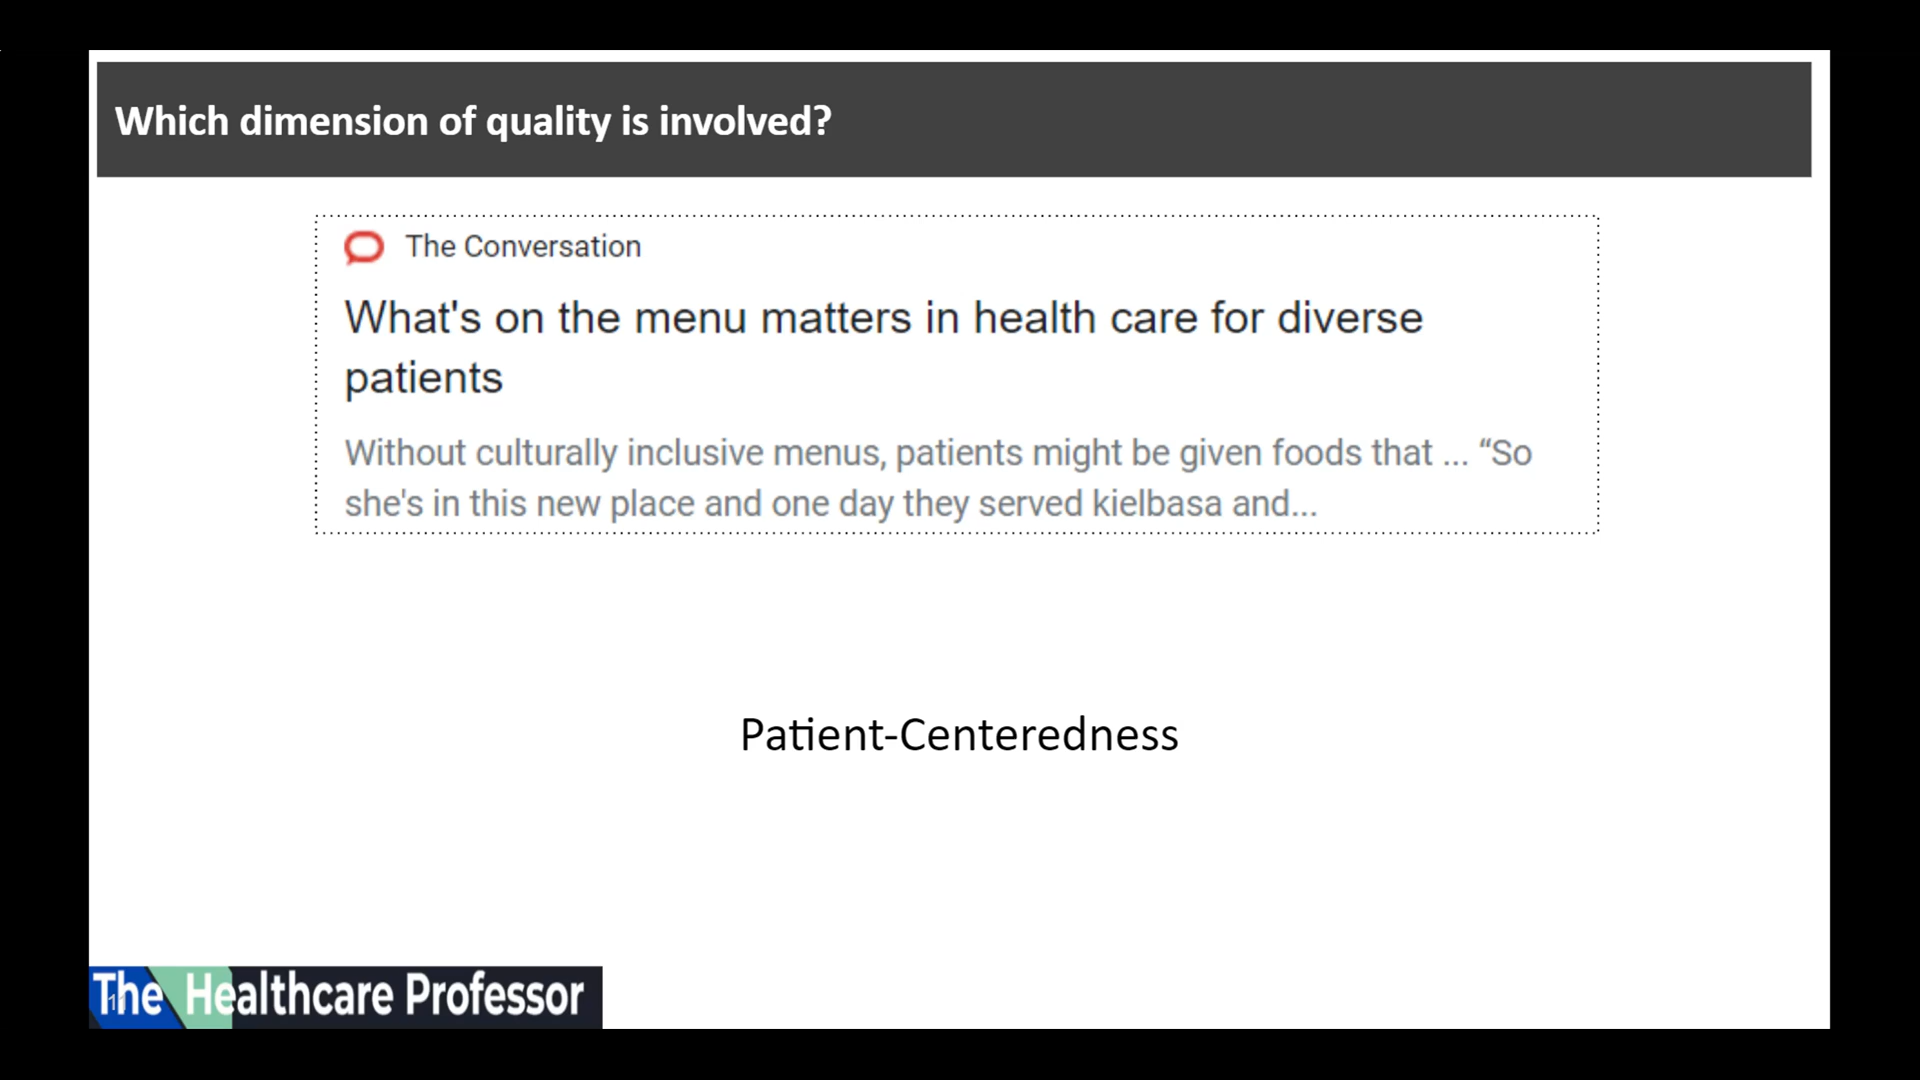 Which dimension of quality is involved?
The Conversation
What's on the menu matters in health care for diverse
patients
Without culturally inclusive menus, patients might be given foods that ... “So
she's in this new place and one day they served kielbasa and...
Patient-Centeredness
The Healthcare Professor
11